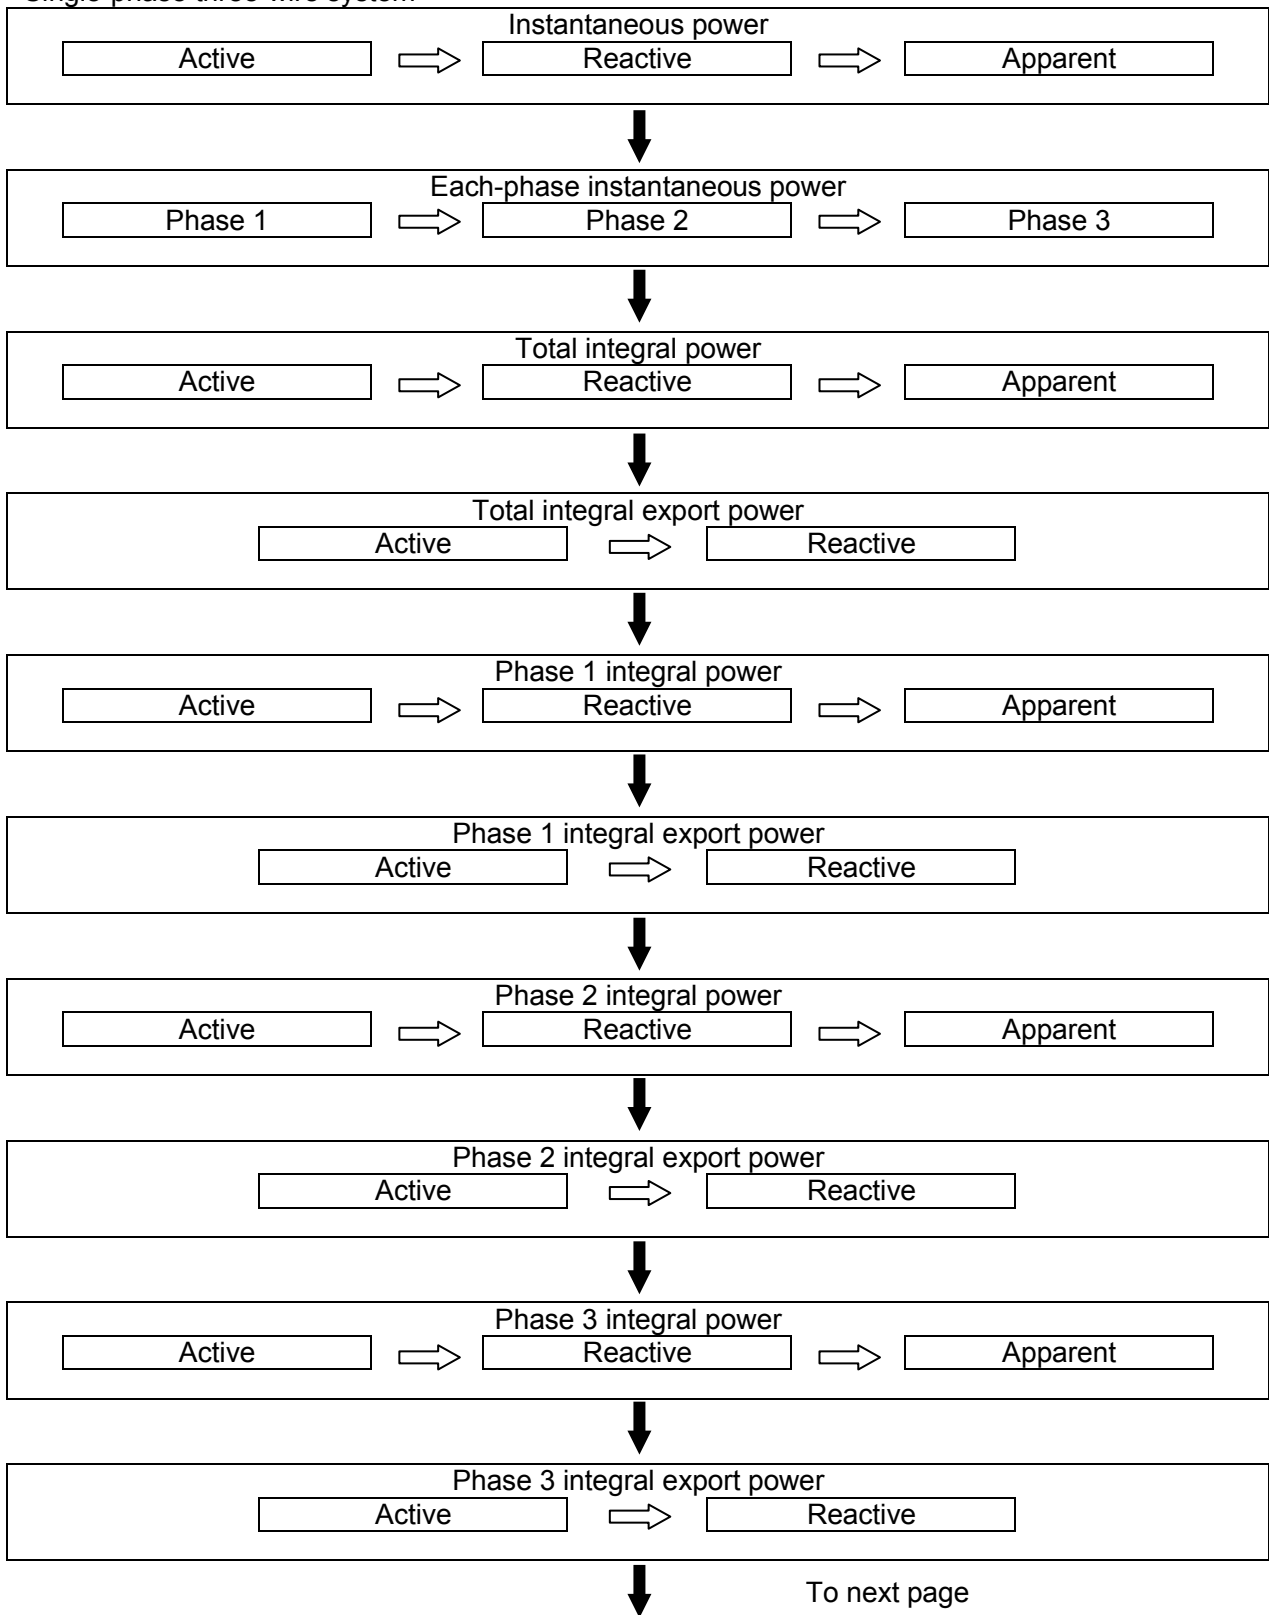 Single-phase three-wire system
Instantaneous power
Active Reactive Apparent
Each-phase instantaneous power
Phase 1 Phase 2 Phase 3
Total integral power
Active Reactive Apparent
Total integral export power
Active Reactive
Phase 1 integral power
Active Reactive Apparent
Phase 1 integral export power
Active Reactive
Phase 2 integral power
Active Reactive Apparent
Phase 2 integral export power
Active Reactive
Phase 3 integral power
Active Reactive Apparent
Phase 3 integral export power
Active Reactive
To next page